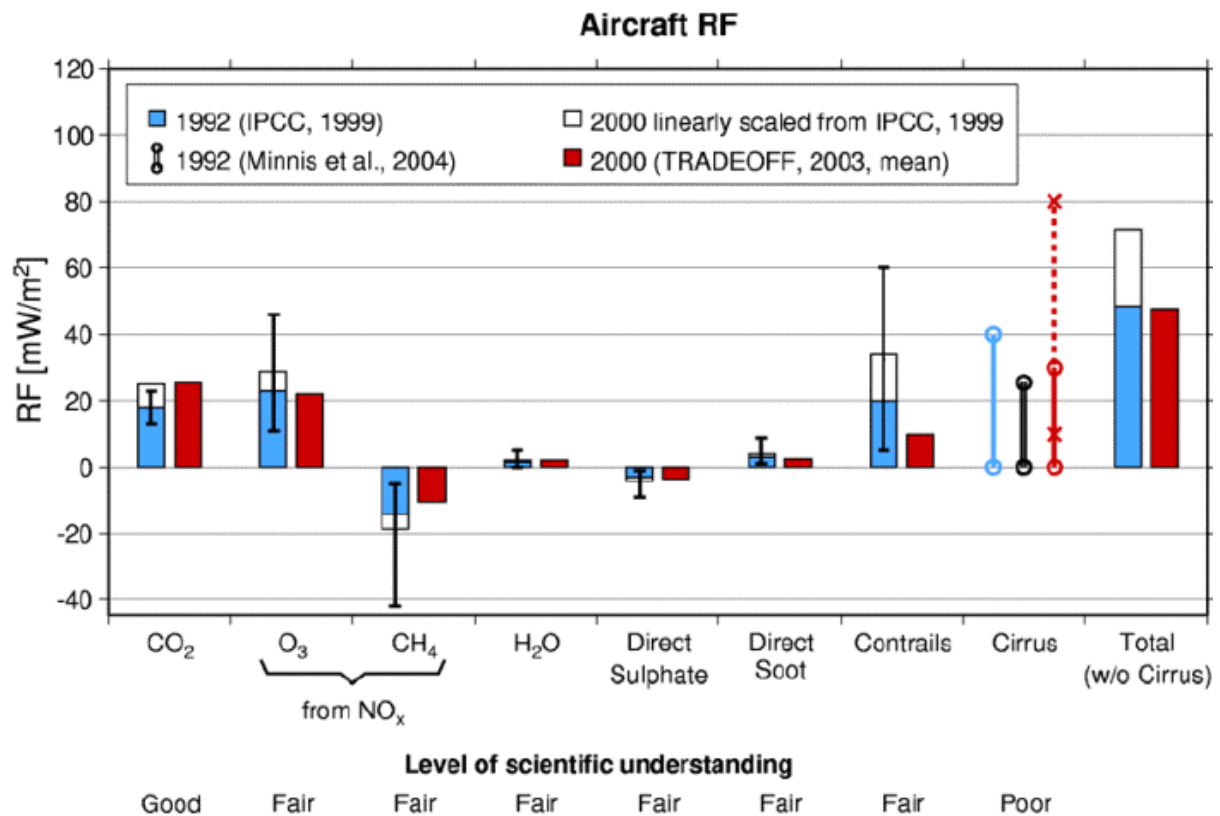 Aircraft RF
120
100
80
60
40
20
0
-20
-40
RF [mW/m²]
1992 (IPCC, 1999)
2000 linearly scaled from IPCC, 1999
1992 (Minnis et al., 2004)
2000 (TRADEOFF, 2003, mean)
CO₂
O₃
CH₄
H₂O
Direct
Sulphate
Direct
Soot
Contrails
Cirrus
Total
(w/o Cirrus)
from NOₓ
Level of scientific understanding
Good Fair Fair Fair Fair Fair Fair Poor